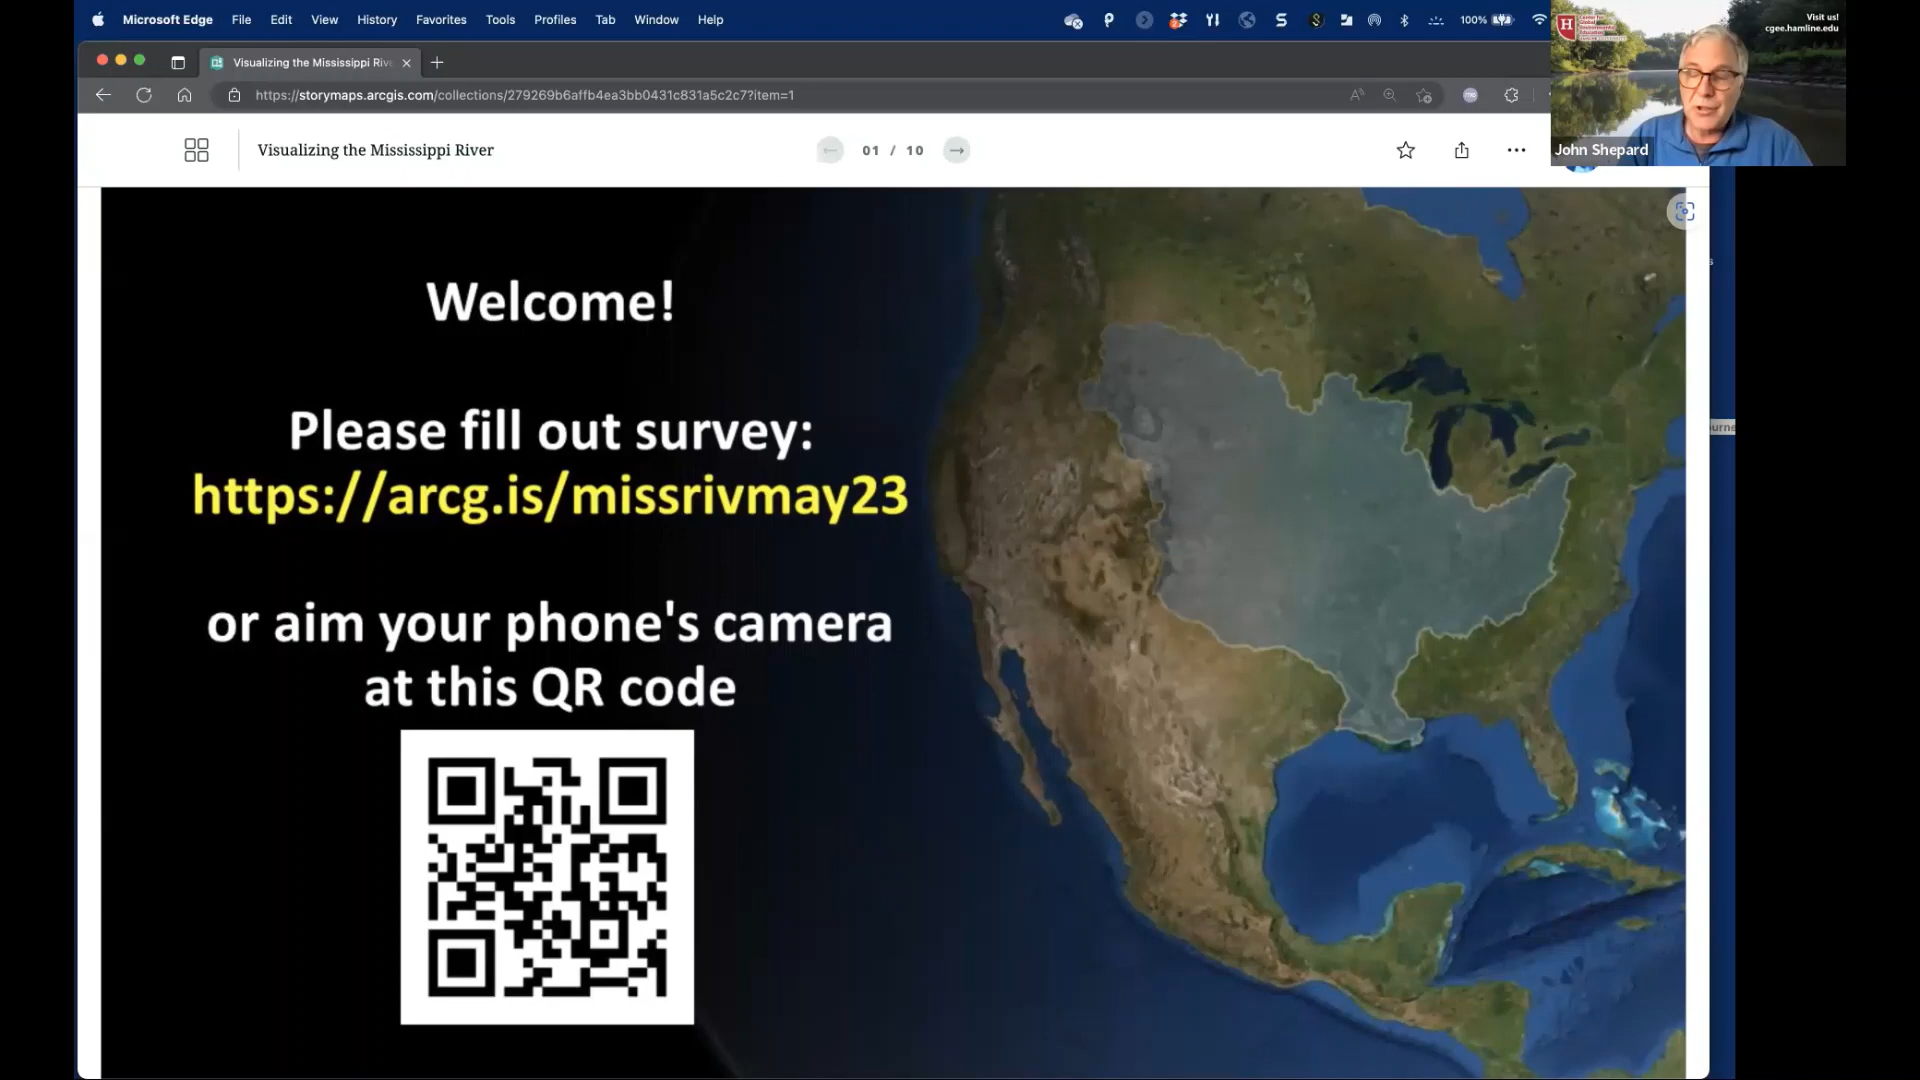 Microsoft Edge File Edit View History Favorites Tools Profiles Tab Window Help 100%
Visit us!
cgee.hamline.edu
Visualizing the Mississippi Riv
https://storymaps.arcgis.com/collections/279269b6affb4ea3bb0431c831a5c2c7?item=1
John Shepard
Visualizing the Mississippi River 01 / 10
Welcome!
Please fill out survey:
https://arcg.is/missrivmay23
or aim your phone's camera
at this QR code